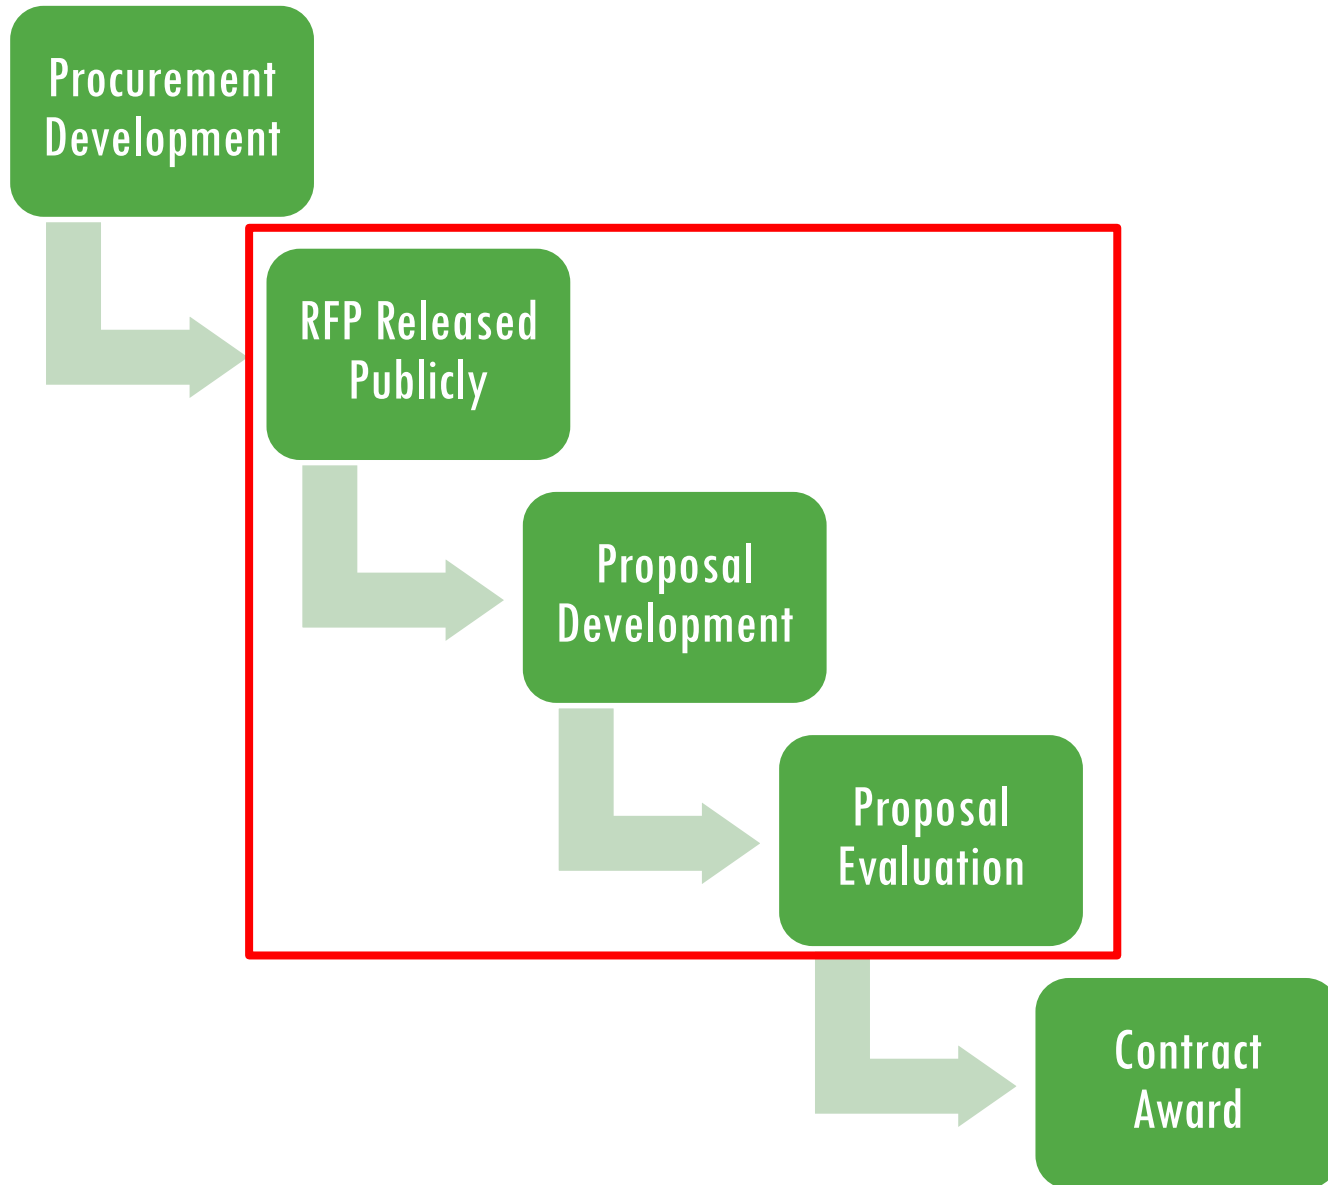 Procurement
Development
RFP Released
Publicly
Proposal
Development
Proposal
Evaluation
Contract
Award